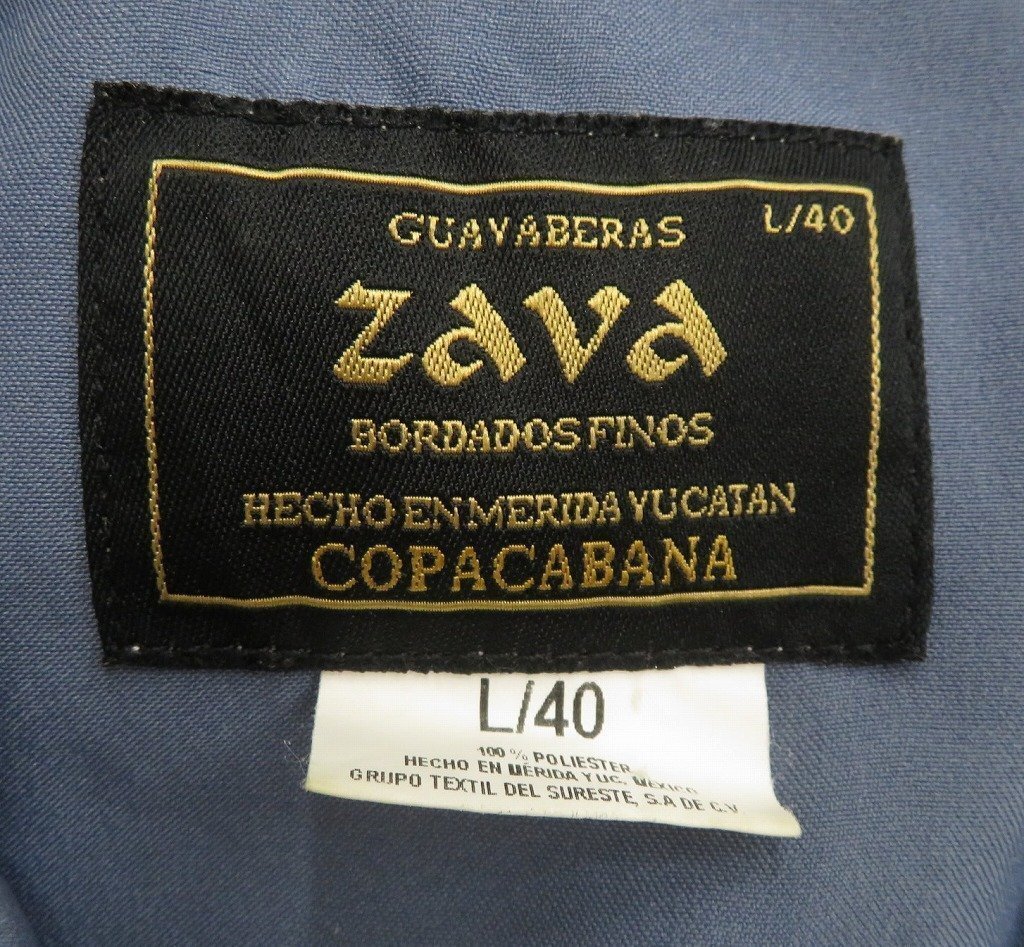 GUAYABERAS
L/40
ZAVA
BORDADOS FINOS
HECHO EN MERIDA YUCATAN
COPACABANA
L/40
100 % POLIESTER
HECHO EN MÉRIDA YUC. MEXICO
GRUPO TEXTIL DEL SURESTE, S.A DE C.V.